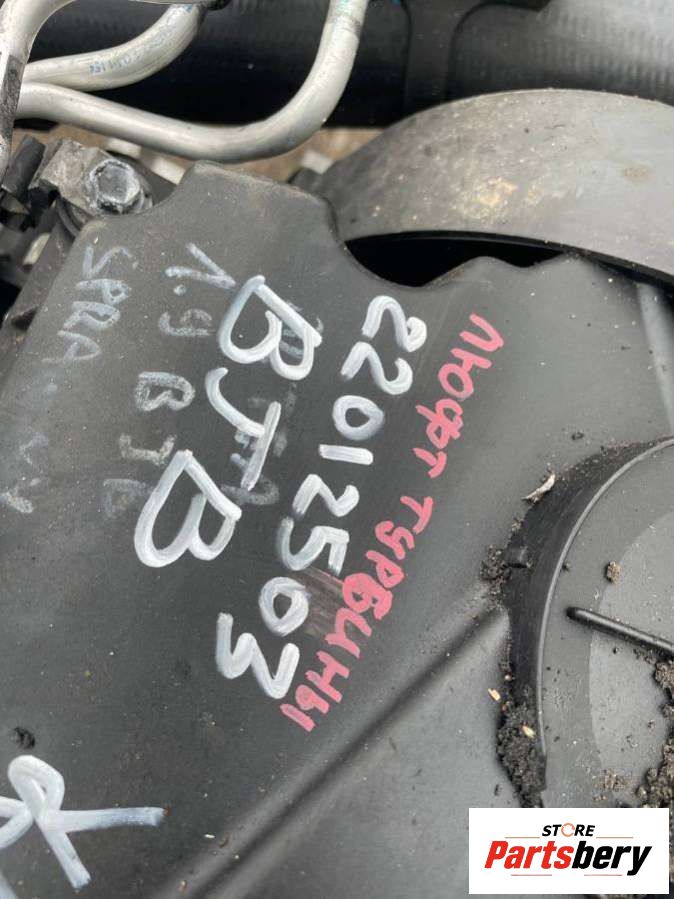 1.9 BJB
BJB
22012503
люфт турбины
STORE
Partsbery